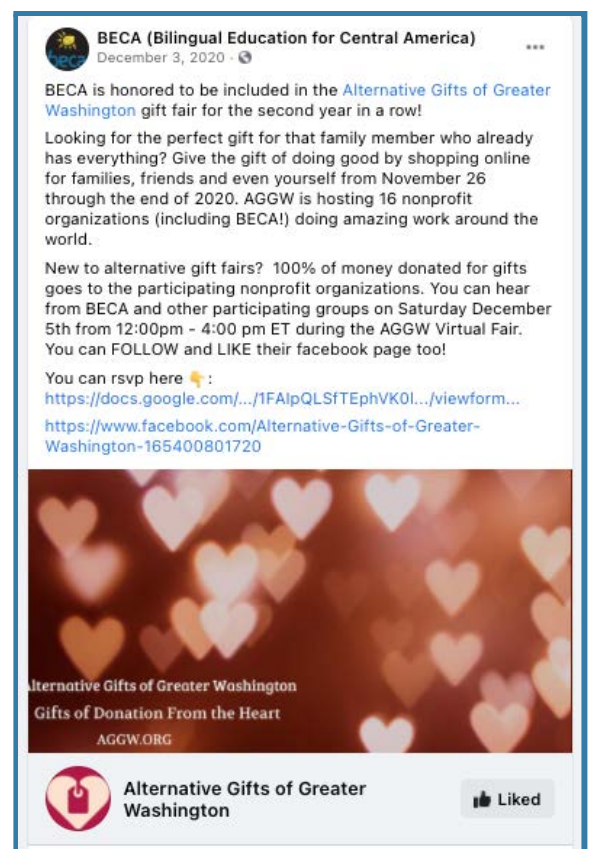 beca
BECA (Bilingual Education for Central America)
December 3, 2020 ·
BECA is honored to be included in the Alternative Gifts of Greater
Washington gift fair for the second year in a row!
Looking for the perfect gift for that family member who already
has everything? Give the gift of doing good by shopping online
for families, friends and even yourself from November 26
through the end of 2020. AGGW is hosting 16 nonprofit
organizations (including BECA!) doing amazing work around the
world.
New to alternative gift fairs? 100% of money donated for gifts
goes to the participating nonprofit organizations. You can hear
from BECA and other participating groups on Saturday December
5th from 12:00pm - 4:00 pm ET during the AGGW Virtual Fair.
You can FOLLOW and LIKE their facebook page too!
You can rsvp here 👇:
https://docs.google.com/.../1FAIpQLSfTEphVK0l.../viewform...
https://www.facebook.com/Alternative-Gifts-of-Greater-
Washington-165400801720
Alternative Gifts of Greater Washington
Gifts of Donation From the Heart
AGGW.ORG
Alternative Gifts of Greater
Washington
Liked